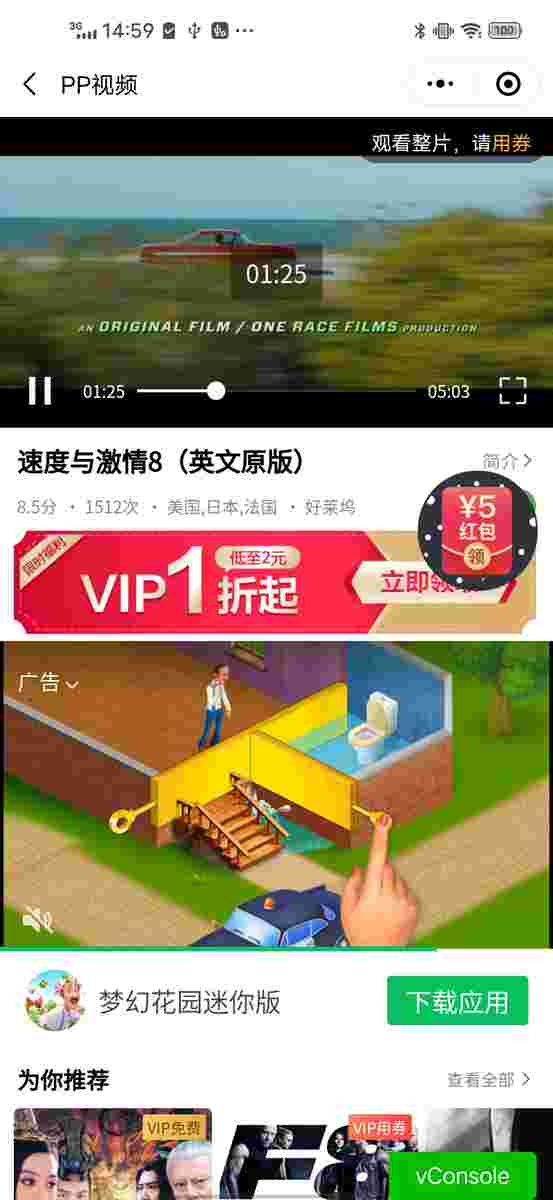 3G 14:59
100
PP视频
观看整片，请用券
01:25
AN ORIGINAL FILM / ONE RACE FILMS PRODUCTION
01:25
05:03
速度与激情8（英文原版）
简介
8.5分 · 1512次 · 美国,日本,法国 · 好莱坞
¥5
红包
领
限时福利
VIP1折起
低至2元
立即领
广告
梦幻花园迷你版
下载应用
为你推荐
查看全部
VIP免费
VIP用券
F8
vConsole